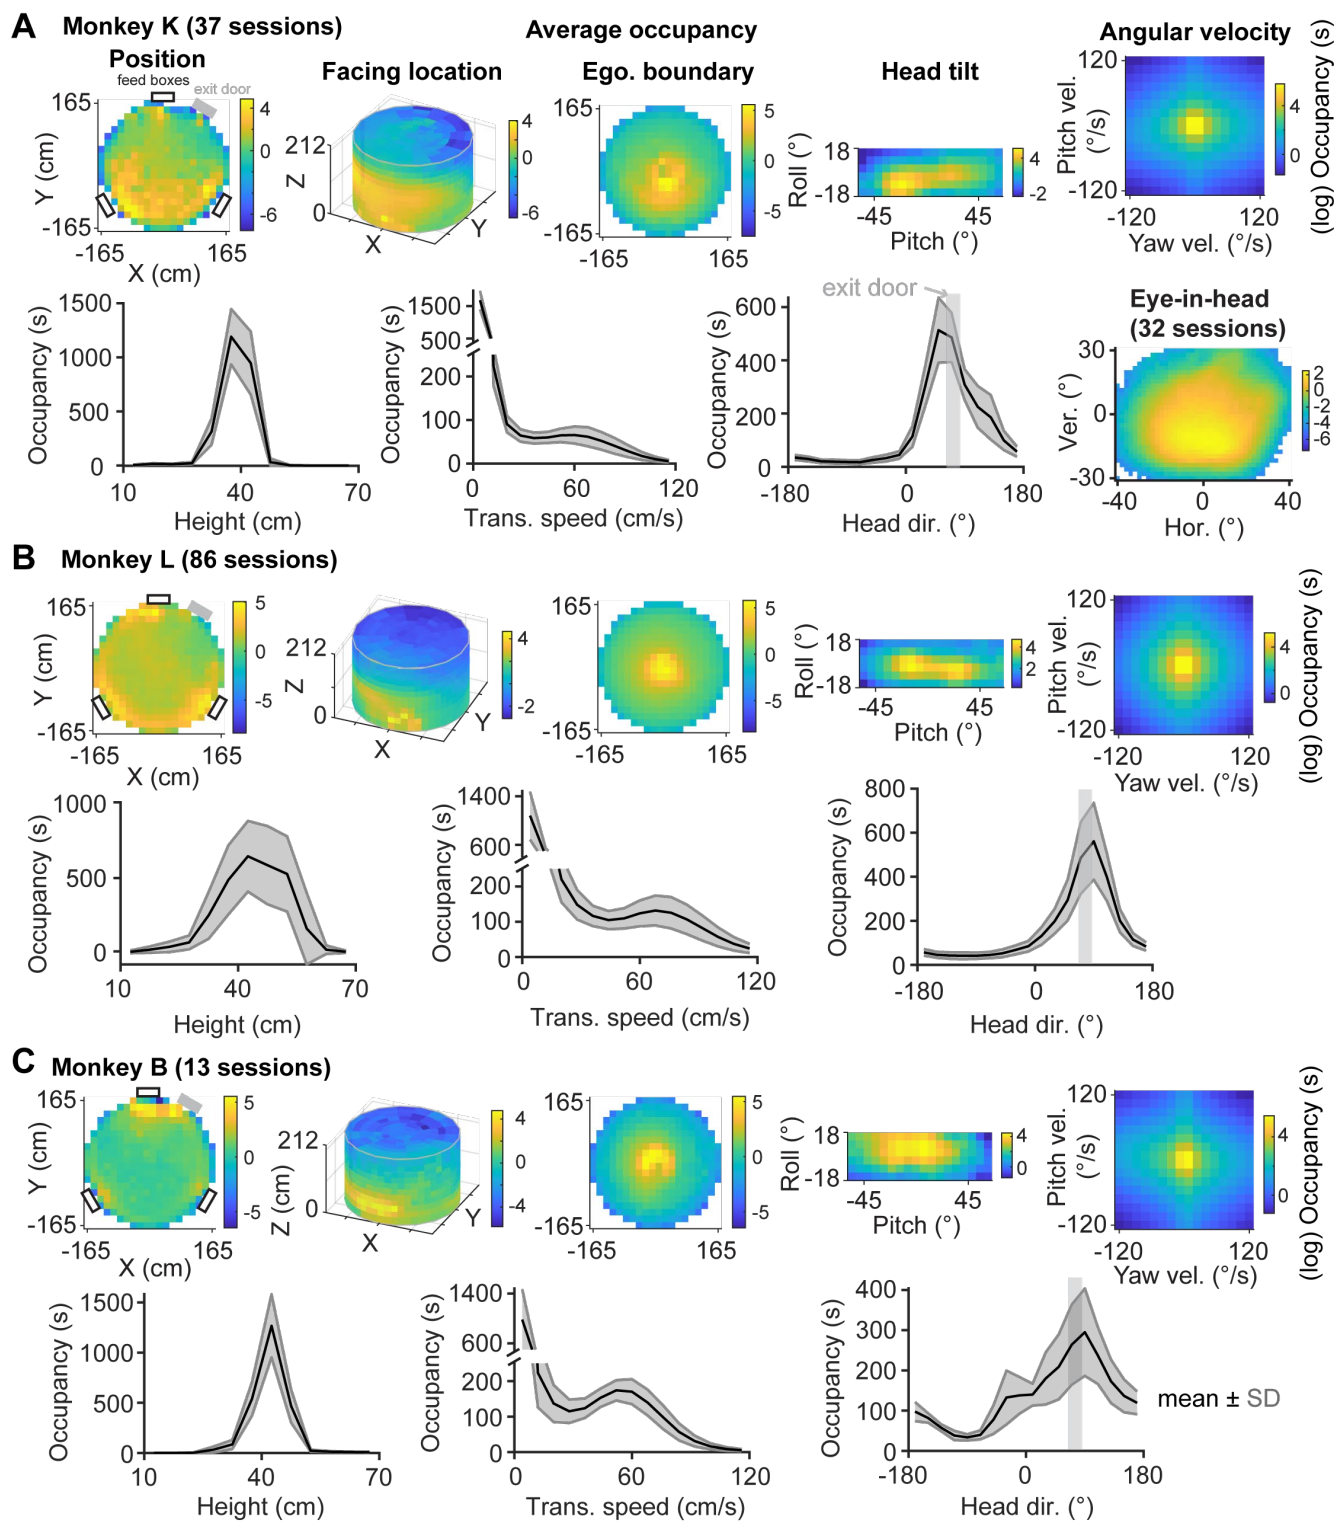 A Monkey K (37 sessions)
Average occupancy
Position
Facing location
Ego. boundary
Head tilt
Angular velocity
feed boxes
exit door
165
Y (cm)
-165
-165 165
X (cm)
4
0
-6
212
Z
0
X
Y
4
0
-6
165
-165
-165 165
5
0
-5
Roll (°)
18
-18
-45 45
Pitch (°)
4
-2
Pitch vel.
(°/s)
120
-120
-120 120
Yaw vel. (°/s)
4
0
(log) Occupancy (s)
Occupancy (s)
1500
1000
500
0
10 40 70
Height (cm)
Occupancy (s)
1500
500
200
100
0
0 60 120
Trans. speed (cm/s)
exit door
Occupancy (s)
600
400
200
0
-180 0 180
Head dir. (°)
Eye-in-head
(32 sessions)
Ver. (°)
30
0
-30
-40 0 40
Hor. (°)
2
0
-2
-4
-6
B Monkey L (86 sessions)
165
Y (cm)
-165
-165 165
X (cm)
5
0
-5
212
Z
0
X
Y
4
-2
165
-165
-165 165
5
0
-5
Roll (°)
18
-18
-45 45
Pitch (°)
4
2
Pitch vel.
(°/s)
120
-120
-120 120
Yaw vel. (°/s)
4
0
(log) Occupancy (s)
Occupancy (s)
1000
500
0
10 40 70
Height (cm)
Occupancy (s)
1400
600
200
100
0
0 60 120
Trans. speed (cm/s)
Occupancy (s)
800
600
400
200
0
-180 0 180
Head dir. (°)
C Monkey B (13 sessions)
165
Y (cm)
-165
-165 165
X (cm)
5
0
-5
212
Z (cm)
0
X
Y
4
0
-4
165
-165
-165 165
5
0
-5
Roll (°)
18
-18
-45 45
Pitch (°)
4
0
Pitch vel.
(°/s)
120
-120
-120 120
Yaw vel. (°/s)
4
0
(log) Occupancy (s)
Occupancy (s)
1500
1000
500
0
10 40 70
Height (cm)
Occupancy (s)
1400
600
200
100
0
0 60 120
Trans. speed (cm/s)
Occupancy (s)
400
300
200
100
0
-180 0 180
Head dir. (°)
mean ± SD